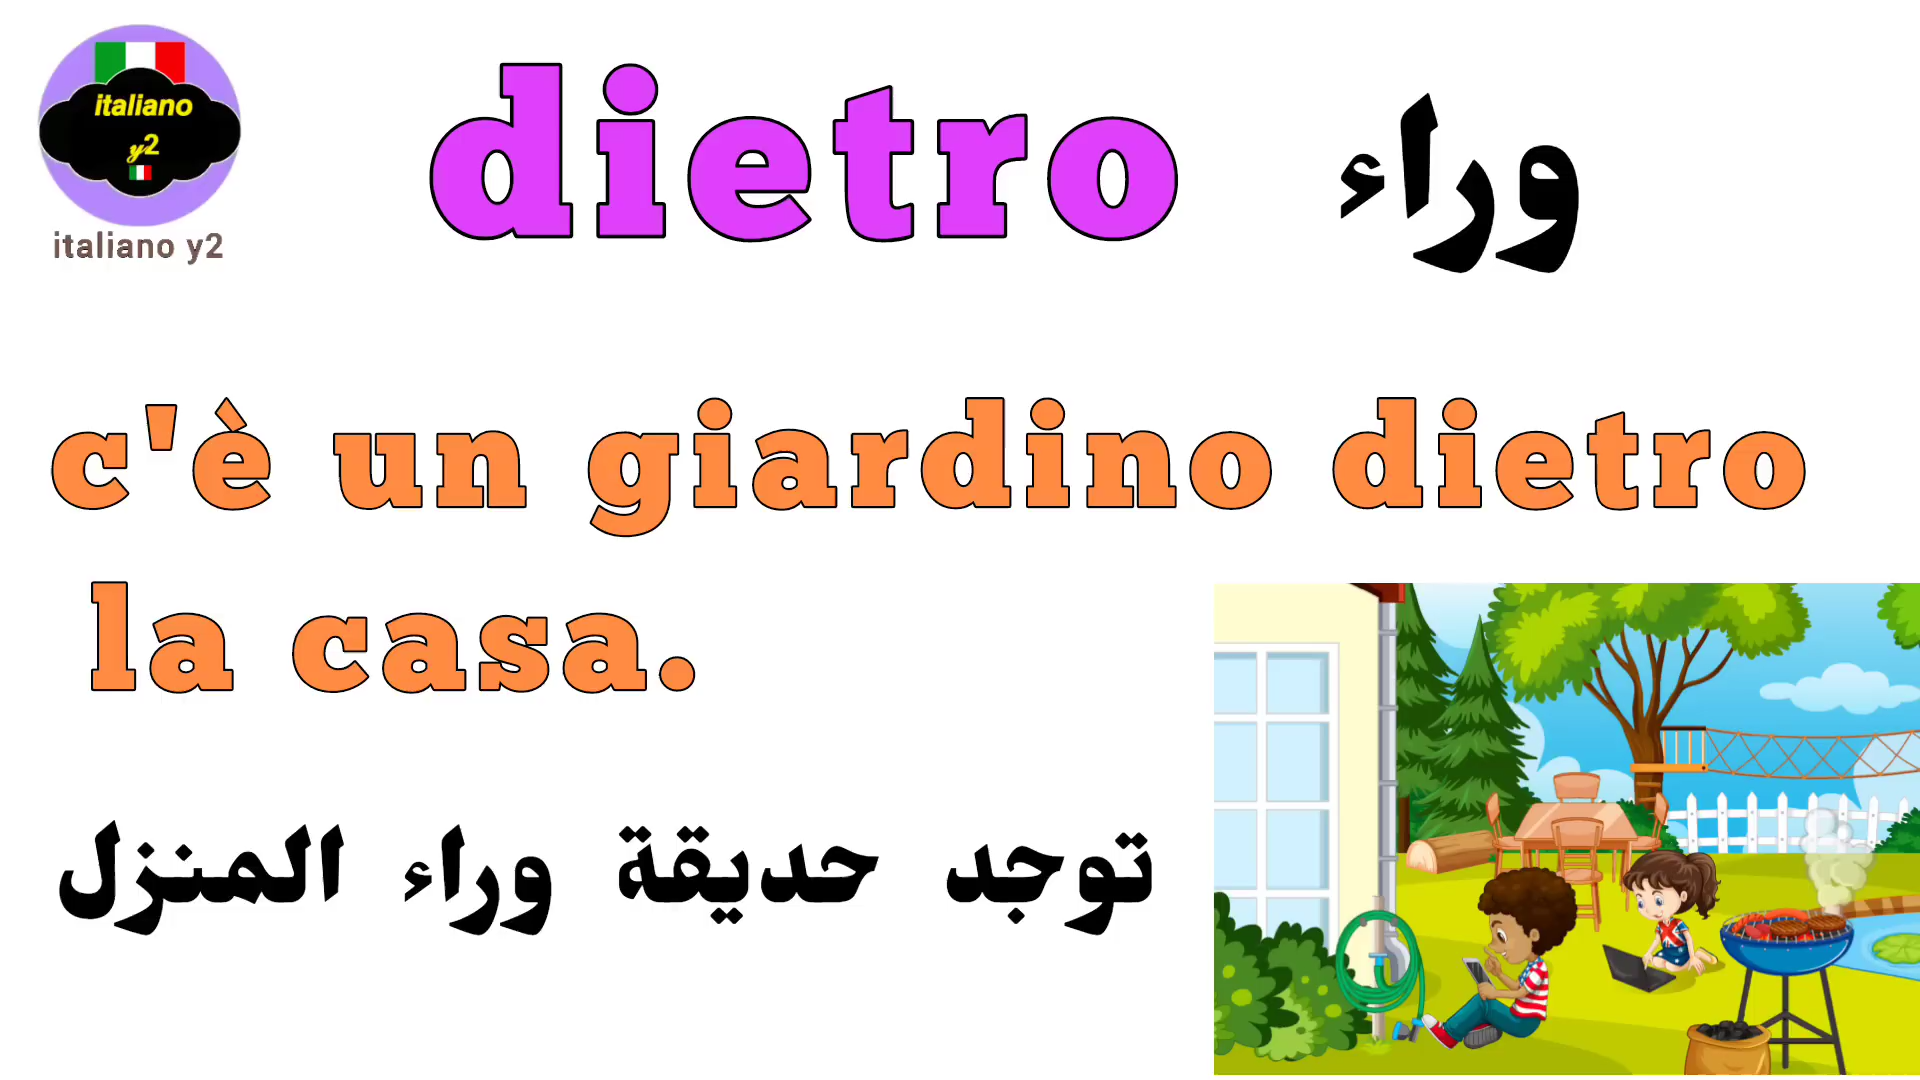 italiano
y2
italiano y2
dietro وراء
c'è un giardino dietro
la casa.
توجد حديقة وراء المنزل